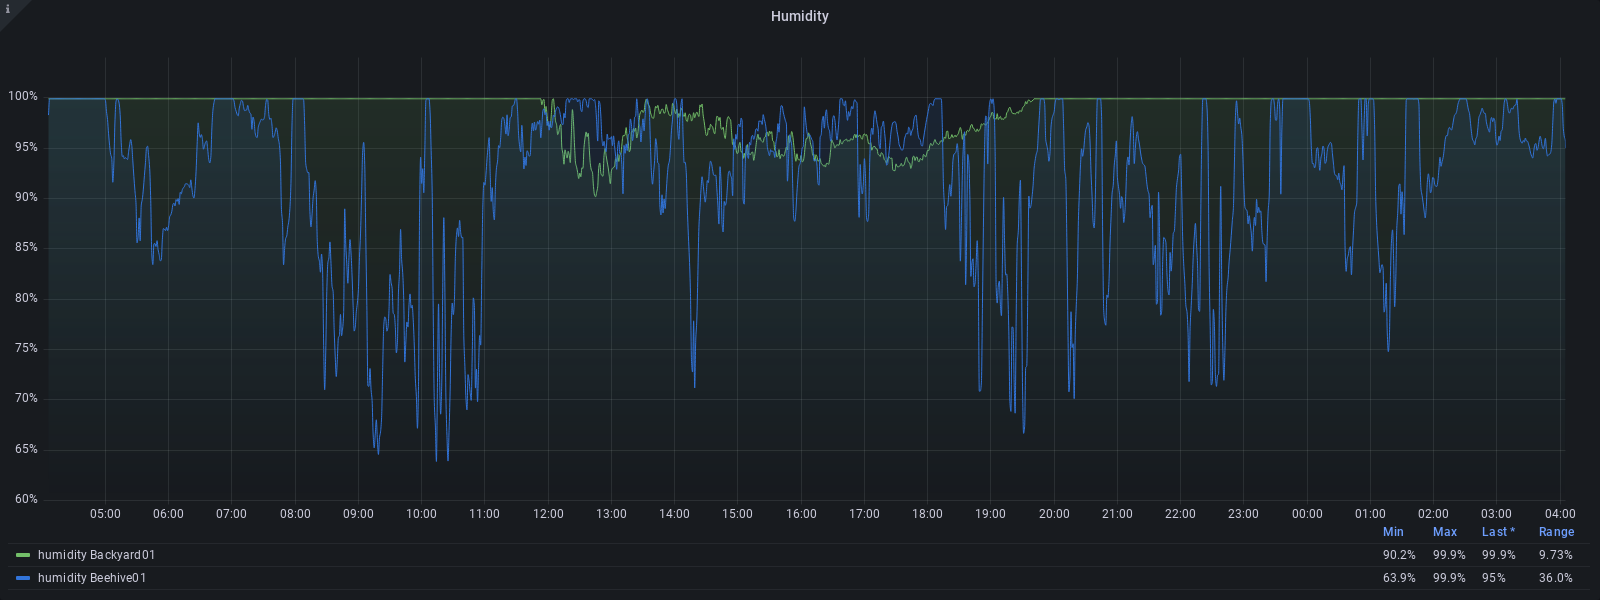 i
Humidity
100%
95%
90%
85%
80%
75%
70%
65%
60%
05:00 06:00 07:00 08:00 09:00 10:00 11:00 12:00 13:00 14:00 15:00 16:00 17:00 18:00 19:00 20:00 21:00 22:00 23:00 00:00 01:00 02:00 03:00 04:00
Min Max Last * Range
humidity Backyard01 90.2% 99.9% 99.9% 9.73%
humidity Beehive01 63.9% 99.9% 95% 36.0%